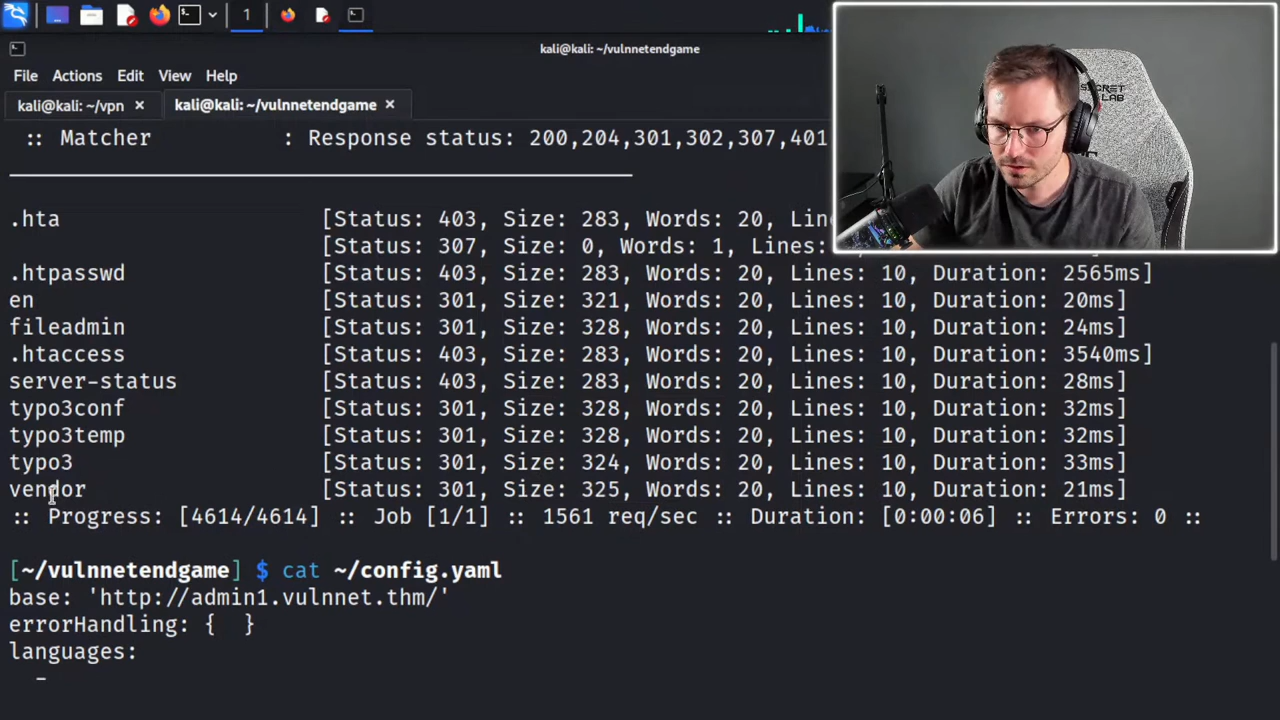 1
kali@kali: ~/vulnnetendgame
File Actions Edit View Help
kali@kali: ~/vpn × kali@kali: ~/vulnnetendgame ×
:: Matcher : Response status: 200,204,301,302,307,401
.hta [Status: 403, Size: 283, Words: 20, Lin
[Status: 307, Size: 0, Words: 1, Lines:
.htpasswd [Status: 403, Size: 283, Words: 20, Lines: 10, Duration: 2565ms]
en [Status: 301, Size: 321, Words: 20, Lines: 10, Duration: 20ms]
fileadmin [Status: 301, Size: 328, Words: 20, Lines: 10, Duration: 24ms]
.htaccess [Status: 403, Size: 283, Words: 20, Lines: 10, Duration: 3540ms]
server-status [Status: 403, Size: 283, Words: 20, Lines: 10, Duration: 28ms]
typo3conf [Status: 301, Size: 328, Words: 20, Lines: 10, Duration: 32ms]
typo3temp [Status: 301, Size: 328, Words: 20, Lines: 10, Duration: 32ms]
typo3 [Status: 301, Size: 324, Words: 20, Lines: 10, Duration: 33ms]
vendor [Status: 301, Size: 325, Words: 20, Lines: 10, Duration: 21ms]
:: Progress: [4614/4614] :: Job [1/1] :: 1561 req/sec :: Duration: [0:00:06] :: Errors: 0 ::
[~/vulnnetendgame] $ cat ~/config.yaml
base: 'http://admin1.vulnnet.thm/'
errorHandling: { }
languages:
-